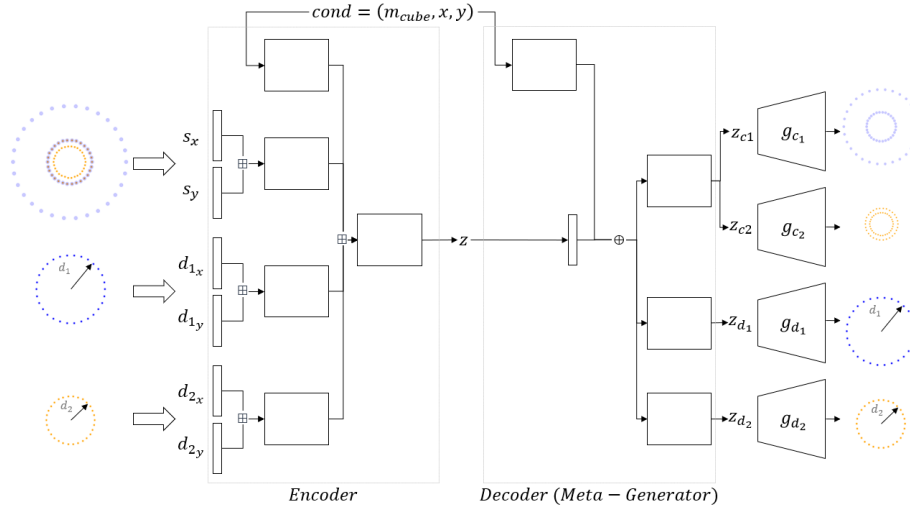 cond = (m_cube, x, y)
s_x
s_y
d_1
d_1x
d_1y
d_2
d_2x
d_2y
z
z_c1
g_c1
z_c2
g_c2
z_d1
g_d1
d_1
z_d2
g_d2
d_2
Encoder
Decoder (Meta − Generator)